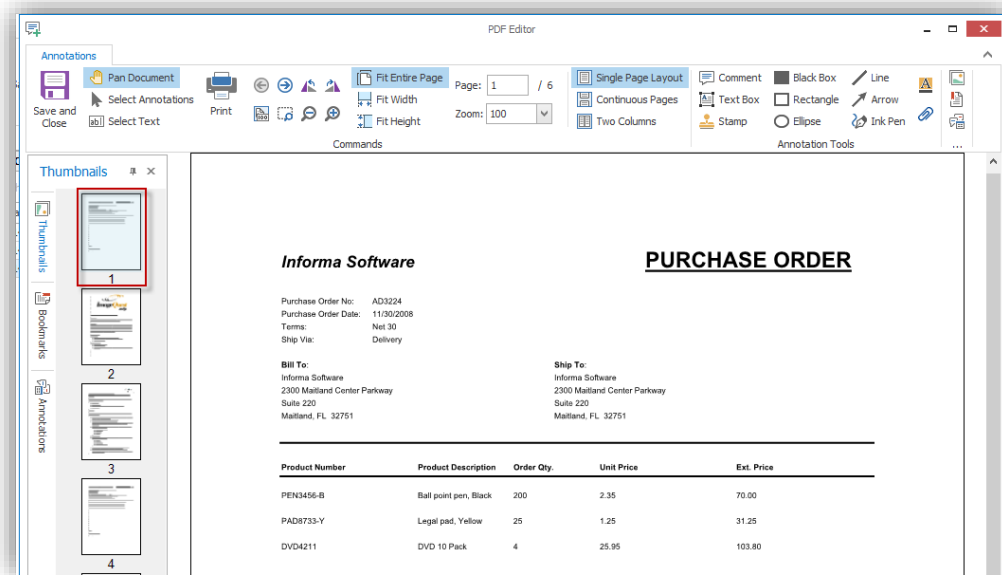 PDF Editor
Annotations
Save and Close
Pan Document
Select Annotations
Select Text
Print
Fit Entire Page
Fit Width
Fit Height
Page: 1 / 6
Zoom: 100
Single Page Layout
Continuous Pages
Two Columns
Comment
Text Box
Stamp
Black Box
Rectangle
Ellipse
Line
Arrow
Ink Pen
Commands
Annotation Tools
...
Thumbnails
Thumbnails
Bookmarks
Annotations
1
2
3
4
Informa Software
PURCHASE ORDER
Purchase Order No: AD3224
Purchase Order Date: 11/30/2008
Terms: Net 30
Ship Via: Delivery
Bill To: Ship To:
Informa Software Informa Software
2300 Maitland Center Parkway 2300 Maitland Center Parkway
Suite 220 Suite 220
Maitland, FL 32751 Maitland, FL 32751
Product Number Product Description Order Qty. Unit Price Ext. Price
PEN3456-B Ball point pen, Black 200 2.35 70.00
PAD8733-Y Legal pad, Yellow 25 1.25 31.25
DVD4211 DVD 10 Pack 4 25.95 103.80